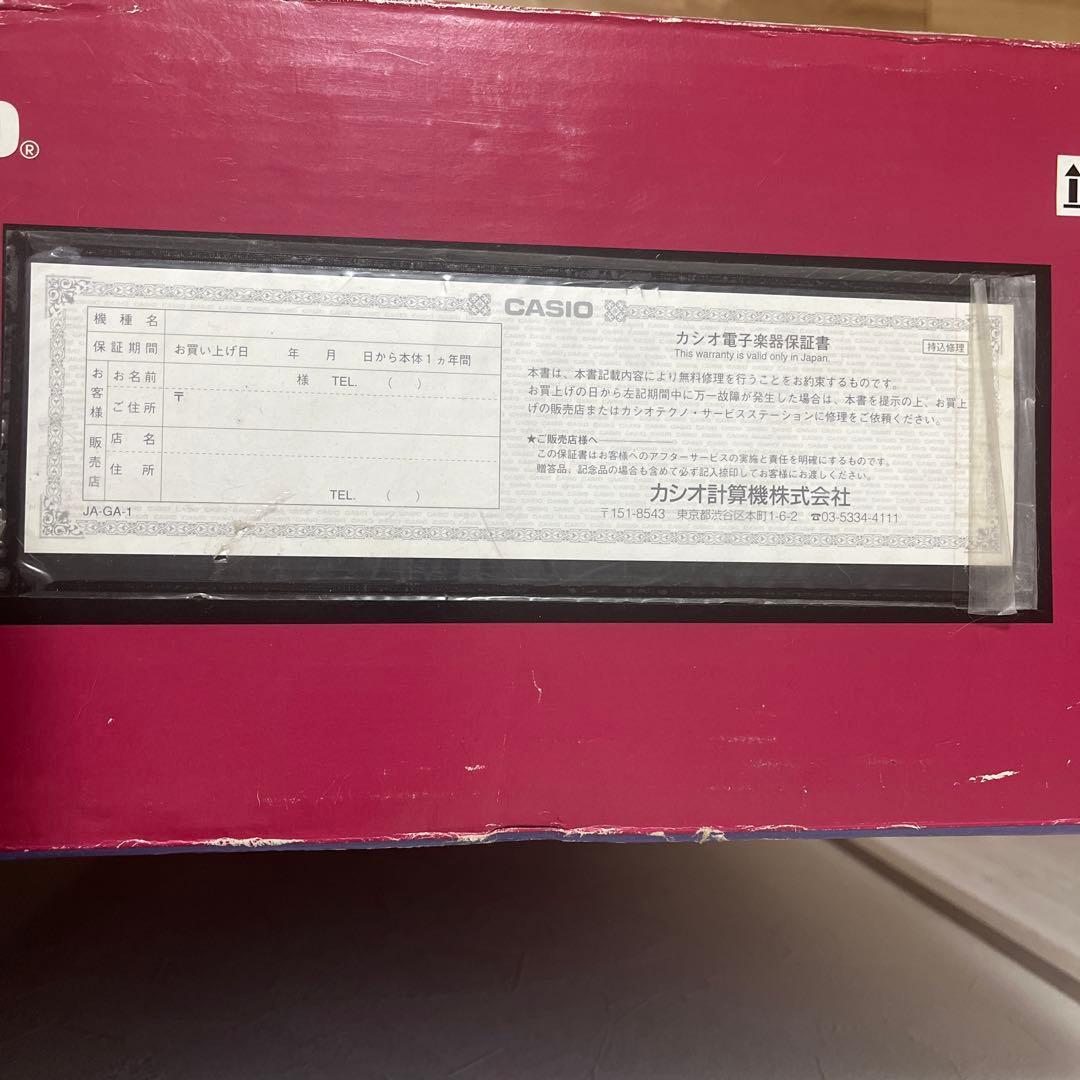 ®
CASIO
機種名
保証期間 お買い上げ日 年 月 日から本体1ヵ年間
お客様
お名前 様 TEL. ( )
ご住所 〒
販売店
店名
住所
TEL. ( )
JA-GA-1
カシオ電子楽器保証書
This warranty is valid only in Japan.
持込修理
本書は、本書記載内容により無料修理を行うことをお約束するものです。
お買上げの日から左記期間中に万一故障が発生した場合は、本書を提示の上、お買上
げの販売店またはカシオテクノ・サービスステーションに修理をご依頼ください。
★ご販売店様へ
この保証書はお客様へのアフターサービスの実施と責任を明確にするものです。
贈答品、記念品の場合も含めて必ず記入捺印してお客様にお渡しください。
カシオ計算機株式会社
〒151-8543 東京都渋谷区本町1-6-2 ☎03-5334-4111